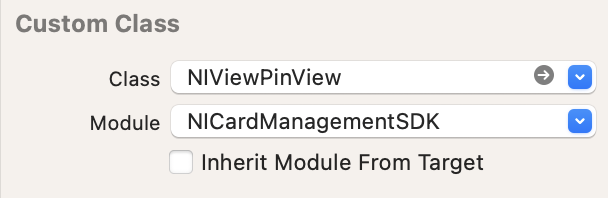 Custom Class
Class NIViewPinView
Module NICardManagementSDK
Inherit Module From Target